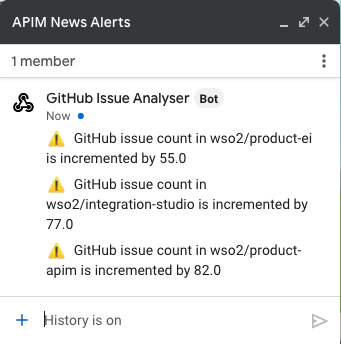 APIM News Alerts
1 member
GitHub Issue Analyser Bot
Now
GitHub issue count in wso2/product-ei
is incremented by 55.0
GitHub issue count in
wso2/integration-studio is incremented by
77.0
GitHub issue count in wso2/product-
apim is incremented by 82.0
History is on